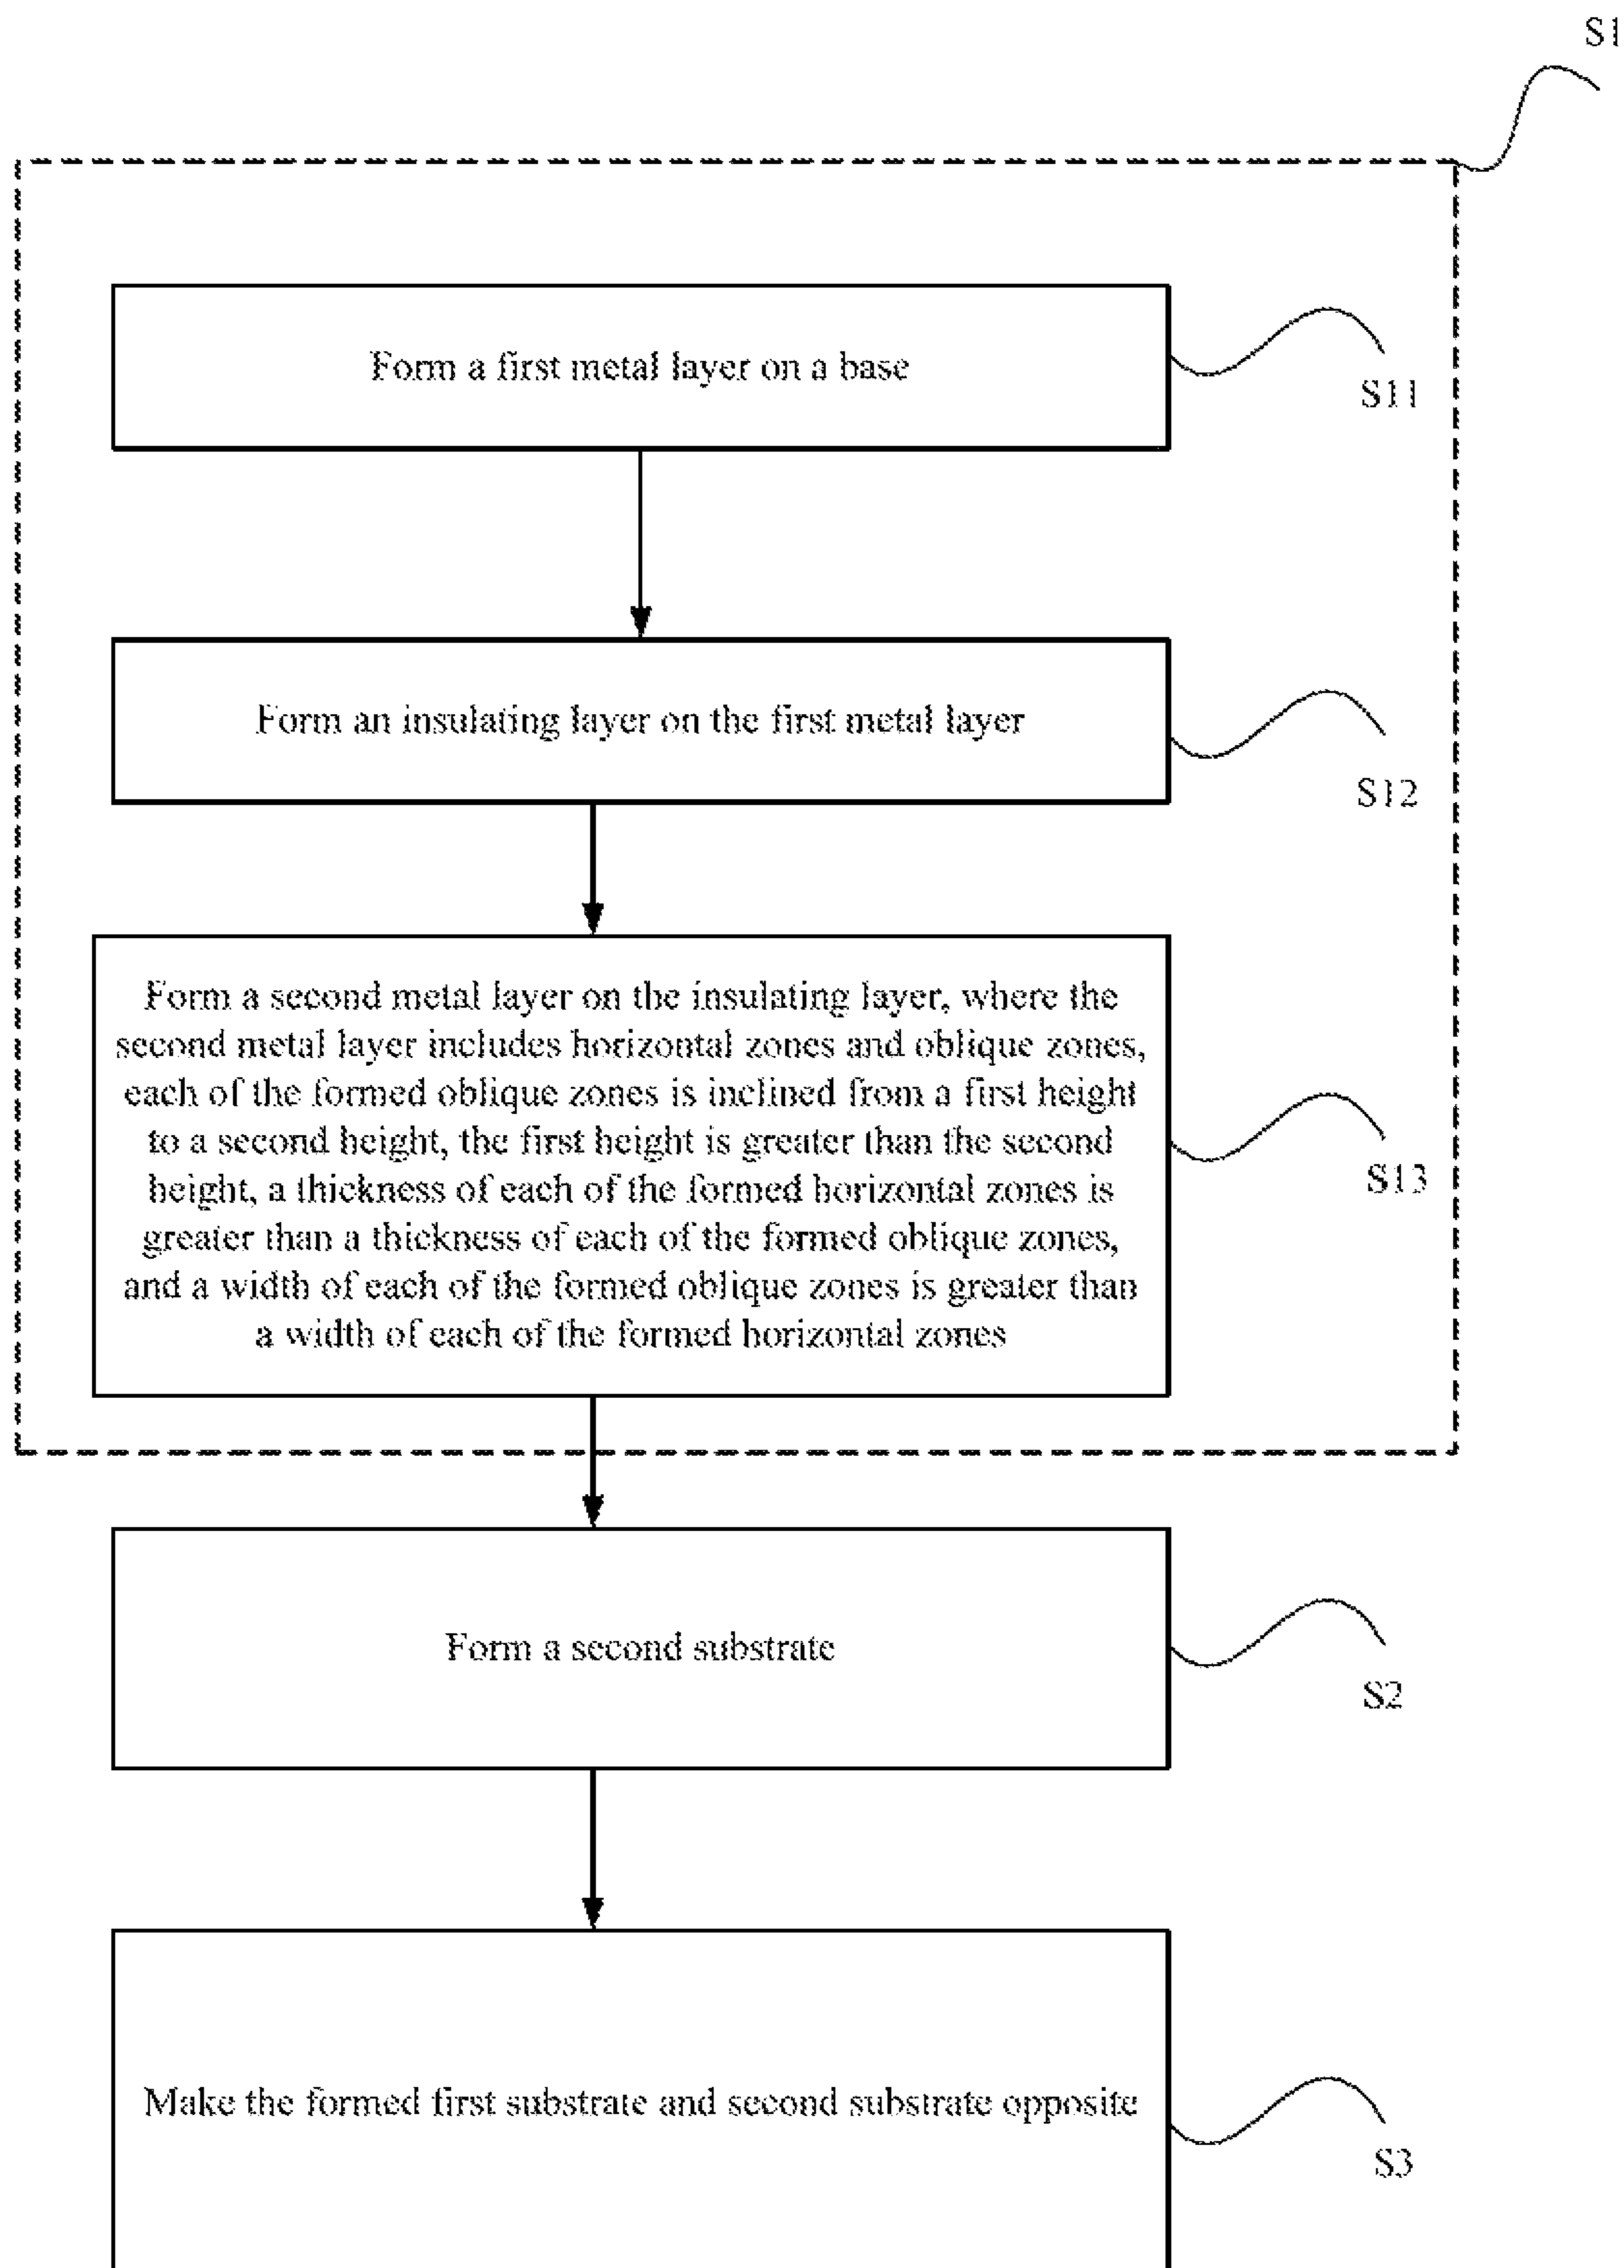 S1
Form a first metal layer on a base
S11
Form an insulating layer on the first metal layer
S12
Form a second metal layer on the insulating layer, where the
second metal layer includes horizontal zones and oblique zones,
each of the formed oblique zones is inclined from a first height
to a second height, the first height is greater than the second
height, a thickness of each of the formed horizontal zones is
greater than a thickness of each of the formed oblique zones,
and a width of each of the formed oblique zones is greater than
a width of each of the formed horizontal zones
S13
Form a second substrate
S2
Make the formed first substrate and second substrate opposite
S3